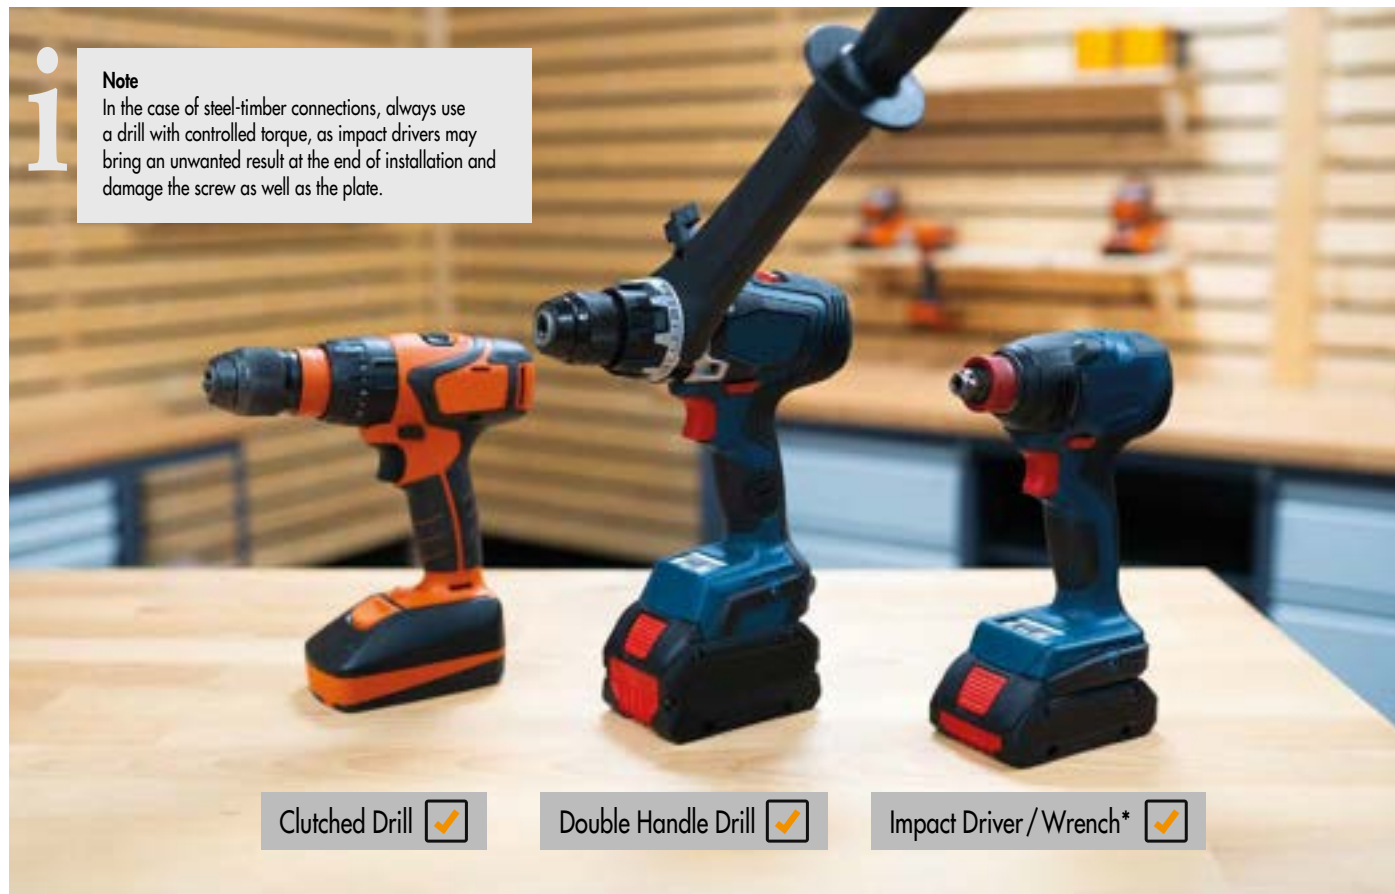 i
Note
In the case of steel-timber connections, always use
a drill with controlled torque, as impact drivers may
bring an unwanted result at the end of installation and
damage the screw as well as the plate.
Clutched Drill
Double Handle Drill
Impact Driver / Wrench*